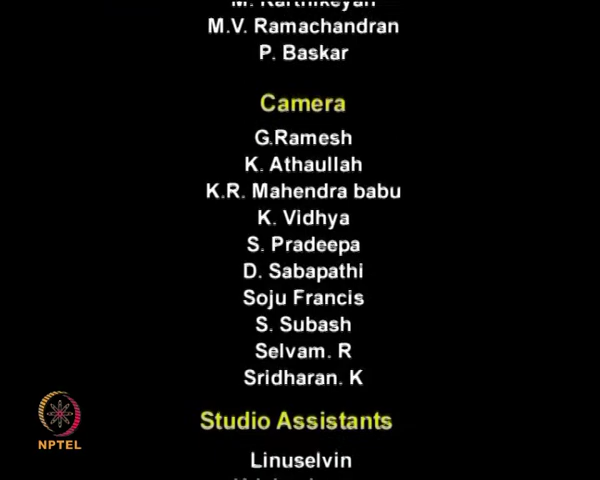 M. Karthikeyan
M.V. Ramachandran
P. Baskar
Camera
G.Ramesh
K. Athaullah
K.R. Mahendra babu
K. Vidhya
S. Pradeepa
D. Sabapathi
Soju Francis
S. Subash
Selvam. R
Sridharan. K
Studio Assistants
Linuselvin
NPTEL